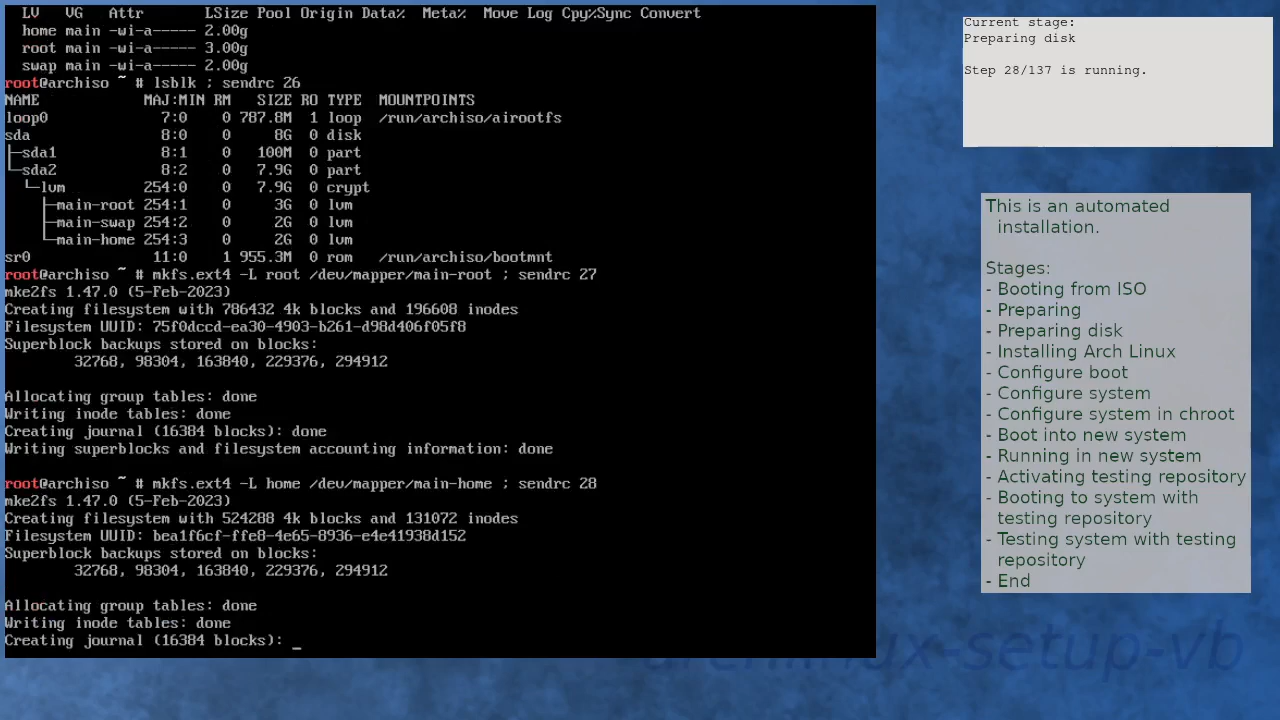 LV   VG   Attr       LSize Pool Origin Data%  Meta%  Move Log Cpy%Sync Convert
  home main -wi-a----- 2.00g
  root main -wi-a----- 3.00g
  swap main -wi-a----- 2.00g
root@archiso ~ # lsblk ; sendrc 26
NAME            MAJ:MIN RM   SIZE RO TYPE  MOUNTPOINTS
loop0             7:0    0 787.8M  1 loop  /run/archiso/airootfs
sda               8:0    0     8G  0 disk
├─sda1            8:1    0   100M  0 part
└─sda2            8:2    0   7.9G  0 part
  └─lvm         254:0    0   7.9G  0 crypt
    ├─main-root 254:1    0     3G  0 lvm
    ├─main-swap 254:2    0     2G  0 lvm
    └─main-home 254:3    0     2G  0 lvm
sr0              11:0    1 955.3M  0 rom   /run/archiso/bootmnt
root@archiso ~ # mkfs.ext4 -L root /dev/mapper/main-root ; sendrc 27
mke2fs 1.47.0 (5-Feb-2023)
Creating filesystem with 786432 4k blocks and 196608 inodes
Filesystem UUID: 75f0dccd-ea30-4903-b261-d98d406f05f8
Superblock backups stored on blocks:
        32768, 98304, 163840, 229376, 294912
Allocating group tables: done
Writing inode tables: done
Creating journal (16384 blocks): done
Writing superblocks and filesystem accounting information: done
root@archiso ~ # mkfs.ext4 -L home /dev/mapper/main-home ; sendrc 28
mke2fs 1.47.0 (5-Feb-2023)
Creating filesystem with 524288 4k blocks and 131072 inodes
Filesystem UUID: bea1f6cf-ffe8-4e65-8936-e4e41938d152
Superblock backups stored on blocks:
        32768, 98304, 163840, 229376, 294912
Allocating group tables: done
Writing inode tables: done
Creating journal (16384 blocks): _
Current stage:
Preparing disk
Step 28/137 is running.
This is an automated
installation.
Stages:
- Booting from ISO
- Preparing
- Preparing disk
- Installing Arch Linux
- Configure boot
- Configure system
- Configure system in chroot
- Boot into new system
- Running in new system
- Activating testing repository
- Booting to system with
testing repository
- Testing system with testing
repository
- End
archlinux-setup-vb